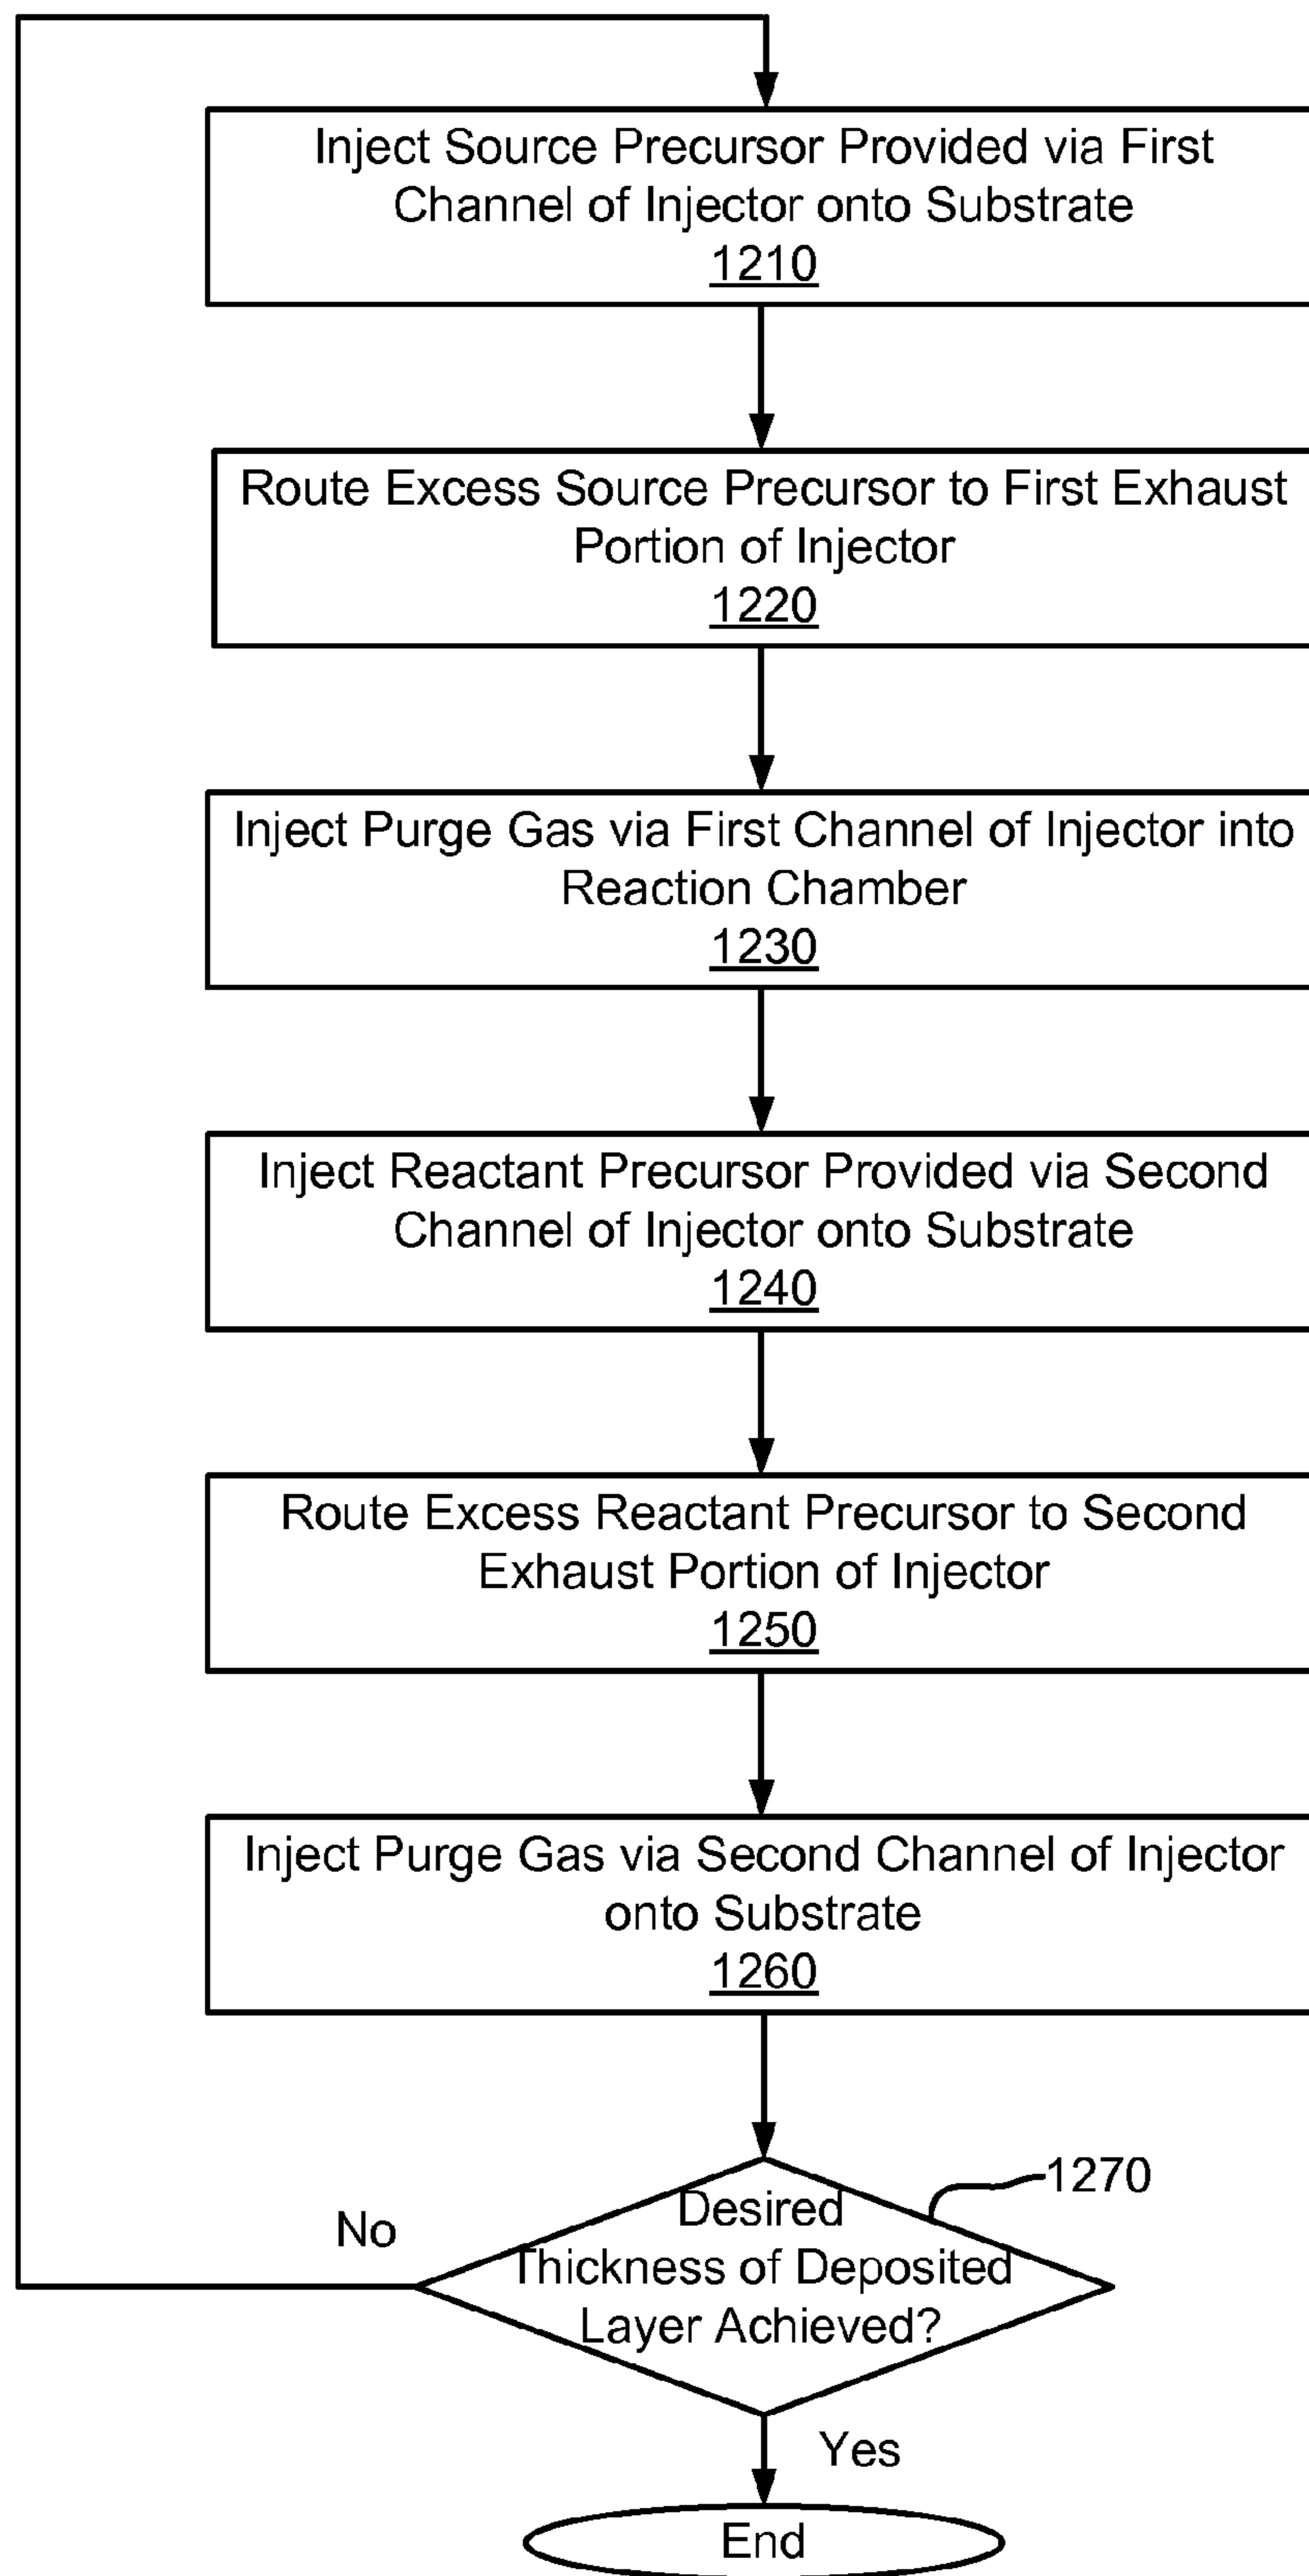 Inject Source Precursor Provided via First
Channel of Injector onto Substrate
1210
Route Excess Source Precursor to First Exhaust
Portion of Injector
1220
Inject Purge Gas via First Channel of Injector into
Reaction Chamber
1230
Inject Reactant Precursor Provided via Second
Channel of Injector onto Substrate
1240
Route Excess Reactant Precursor to Second
Exhaust Portion of Injector
1250
Inject Purge Gas via Second Channel of Injector
onto Substrate
1260
1270
No
Desired
Thickness of Deposited
Layer Achieved?
Yes
End